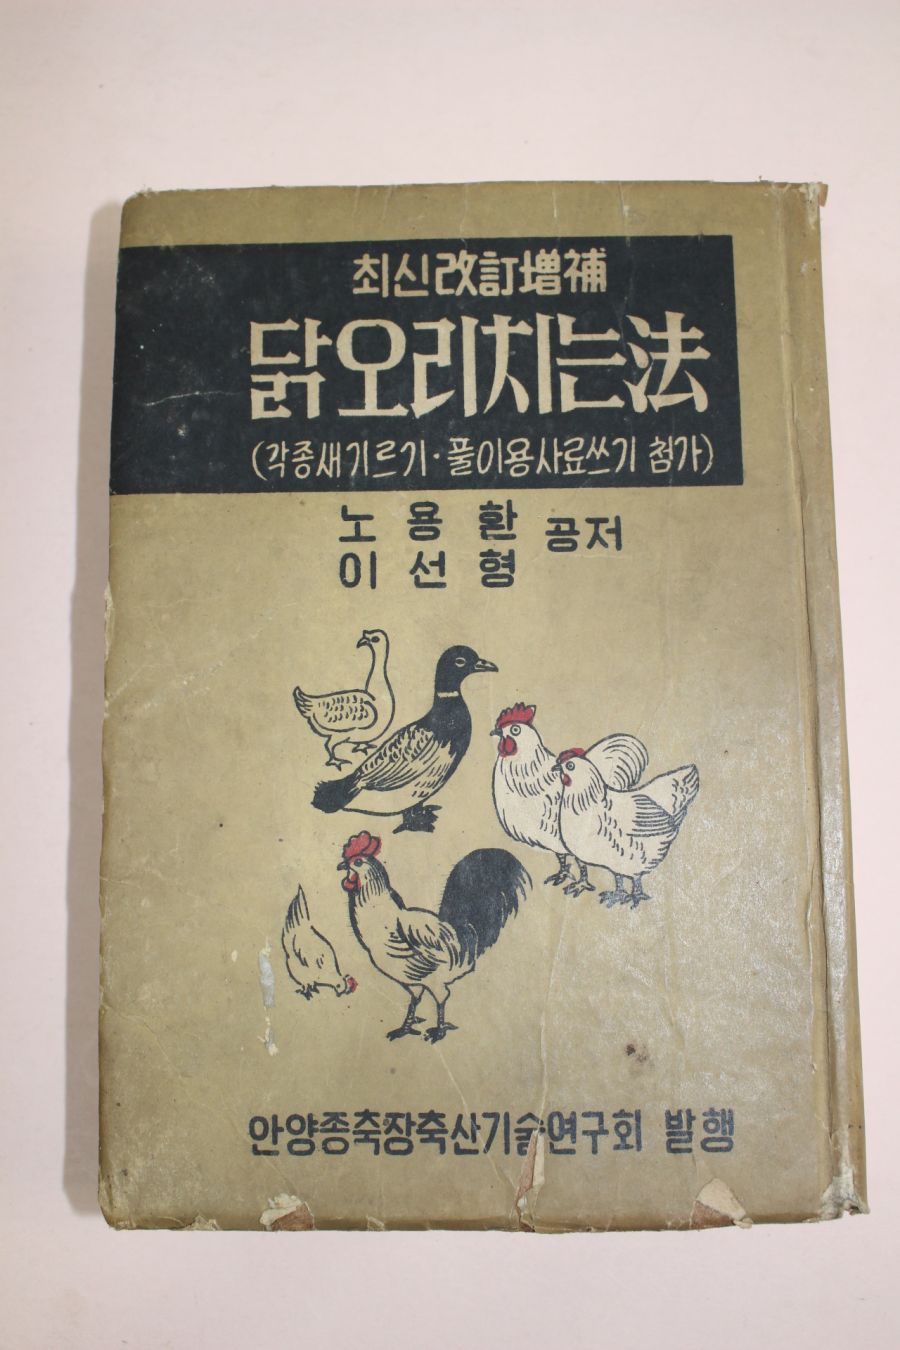 최신改訂增補
닭오리치는法
(각종새기르기·풀이용사료쓰기 첨가)
노용환
이선형 공저
안양종축장축산기술연구회 발행